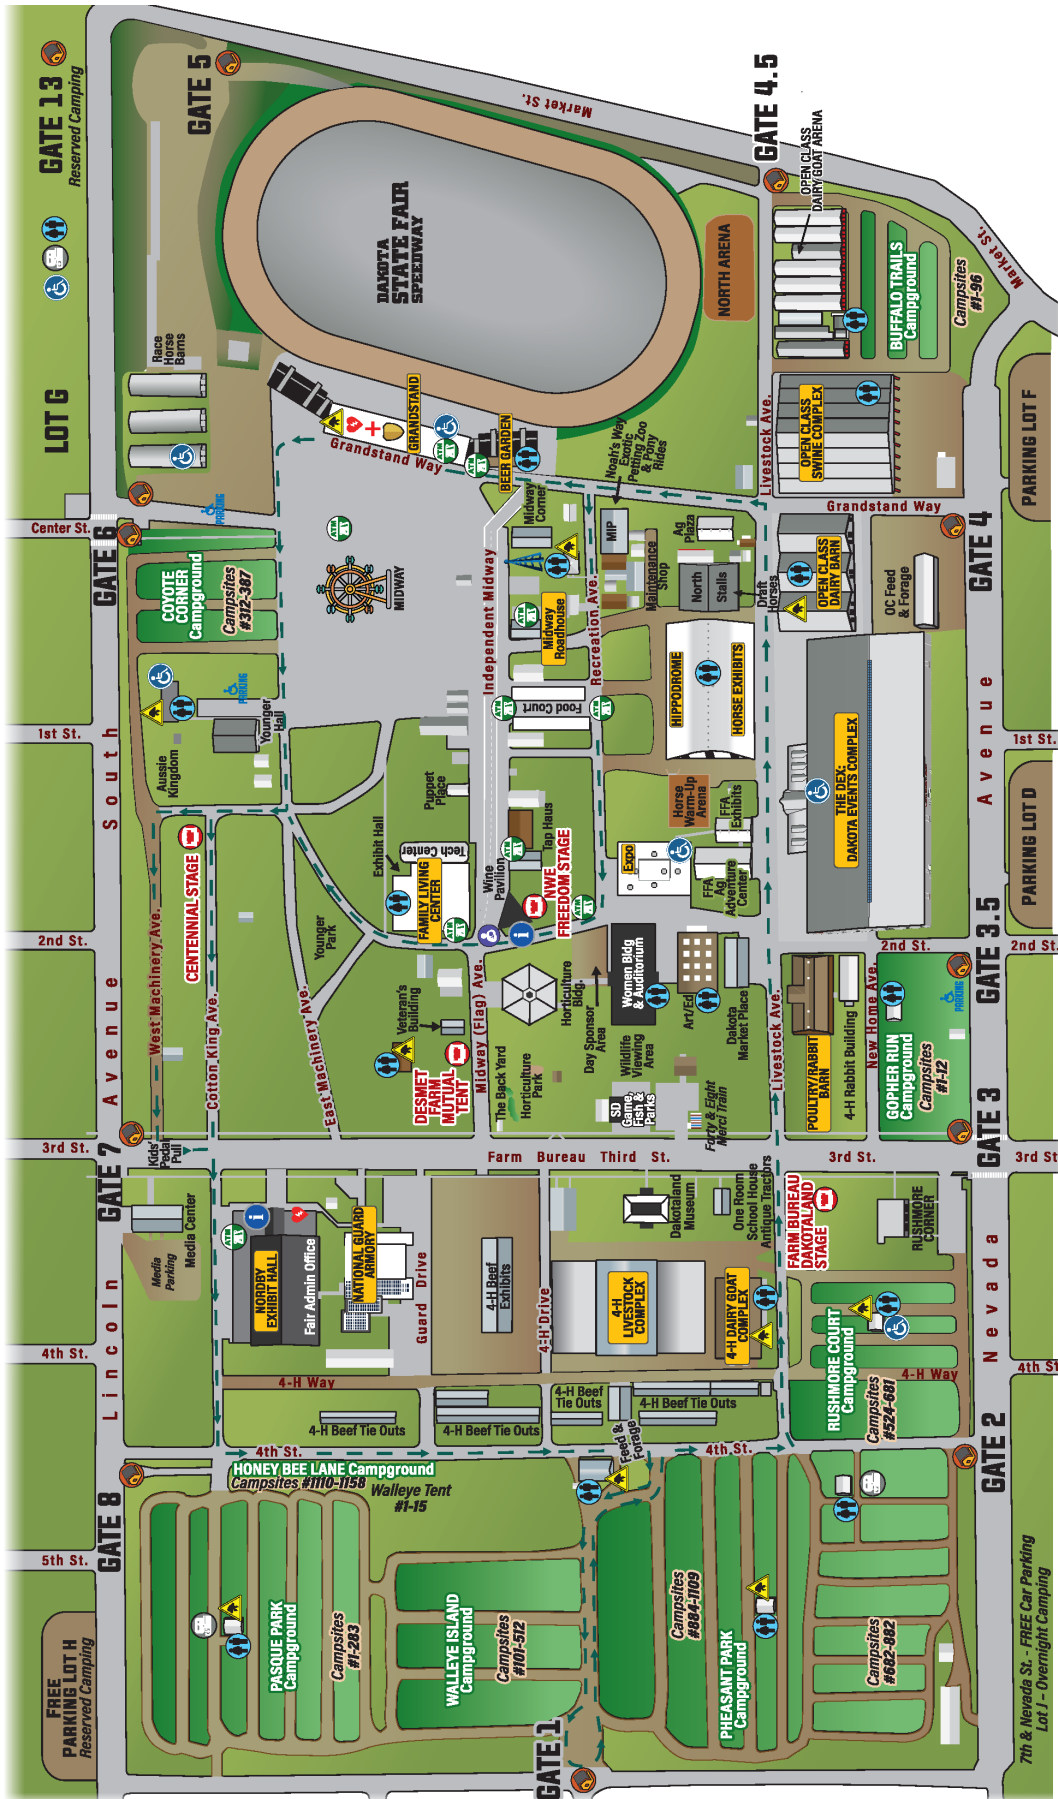 GATE 13
Reserved Camping
LOT G
GATE 5
Market St.
GATE 4.5
OPEN CLASS
DAIRY GOAT ARENA
DAKOTA
STATE FAIR
SPEEDWAY
NORTH ARENA
BUFFALO TRAILS
Campground
Campsites
#1-96
Market St.
Race
Horse
Barns
GRANDSTAND
Grandstand Way
ATM
ATM
BEER GARDEN
Noah's Way
Exotic
Petting Zoo
& Pony
Rides
Livestock Ave.
OPEN CLASS
SWINE COMPLEX
PARKING LOT F
Grandstand Way
GATE 4
Center St.
GATE 6
PARKING
COYOTE
CORNER
Campground
Campsites
#312-387
ATM
MIDWAY
Midway
Corner
Independent Midway
ATM
Midway
Roadhouse
Recreation Ave.
MIP
Maintenance
Shop
Ag
Plaza
North
Stalls
Draft
Horses
OPEN CLASS
DAIRY BARN
OC Feed
& Forage
PARKING
Younger
Hall
Aussie
Kingdom
1st St.
South
Food Court
ATM
ATM
HIPPODROME
HORSE EXHIBITS
THE DEX:
DAKOTA EVENTS COMPLEX
Avenue
1st St.
PARKING LOT D
Puppet
Place
Exhibit Hall
Tech Center
FAMILY LIVING
CENTER
ATM
Wine
Pavilion
Tap Haus
ATM
NWE
FREEDOM STAGE
ATM
Horse
Warm-Up
Arena
FFA
Exhibits
Expo
FFA
Ag
Adventure
Center
CENTENNIAL STAGE
West Machinery Ave.
2nd St.
Younger
Park
Cotton King Ave.
East Machinery Ave.
Veteran's
Building
DESMET
FARM
MUTUAL
TENT
Midway (Flag) Ave.
Horticulture
Bldg.
Day Sponsor
Area
Women Bldg
& Auditorium
Art/Ed
Dakota
Market Place
Livestock Ave.
2nd St.
2nd St.
GATE 3.5
PARKING
POULTRY/RABBIT
BARN
4-H Rabbit Building
New Home Ave.
GOPHER RUN
Campground
Campsites
#1-12
The Back Yard
Horticulture
Park
Wildlife
Viewing
Area
SD
Game,
Fish &
Parks
Forty & Eight
Merci Train
Avenue
3rd St.
GATE 7
Kids'
Pedal
Pull
Farm Bureau Third St.
3rd St.
GATE 3
3rd St.
Media Center
Media
Parking
ATM
NORDBY
EXHIBIT HALL
Fair Admin Office
NATIONAL GUARD
ARMORY
Guard Drive
4-H Beef
Exhibits
4-H Drive
Dakotaland
Museum
One Room
School House
Antique Tractors
FARM BUREAU
DAKOTALAND
STAGE
RUSHMORE
CORNER
4-H
LIVESTOCK
COMPLEX
4-H DAIRY GOAT
COMPLEX
RUSHMORE COURT
Campground
Campsites
#524-681
4-H Way
Nevada
Lincoln
4th St.
4-H Way
4-H Beef Tie Outs
4-H Beef Tie Outs
4-H Beef
Tie Outs
4-H Beef Tie Outs
4th St.
4th St.
Feed &
Forage
4th St.
GATE 2
GATE 8
HONEY BEE LANE Campground
Campsites #1110-1158
Walleye Tent
#1-15
5th St.
PASQUE PARK
Campground
Campsites
#1-283
WALLEYE ISLAND
Campground
Campsites
#101-512
Campsites
#884-1109
PHEASANT PARK
Campground
Campsites
#682-882
FREE
PARKING LOT H
Reserved Camping
GATE 1
7th & Nevada St. - FREE Car Parking
Lot J - Overnight Camping